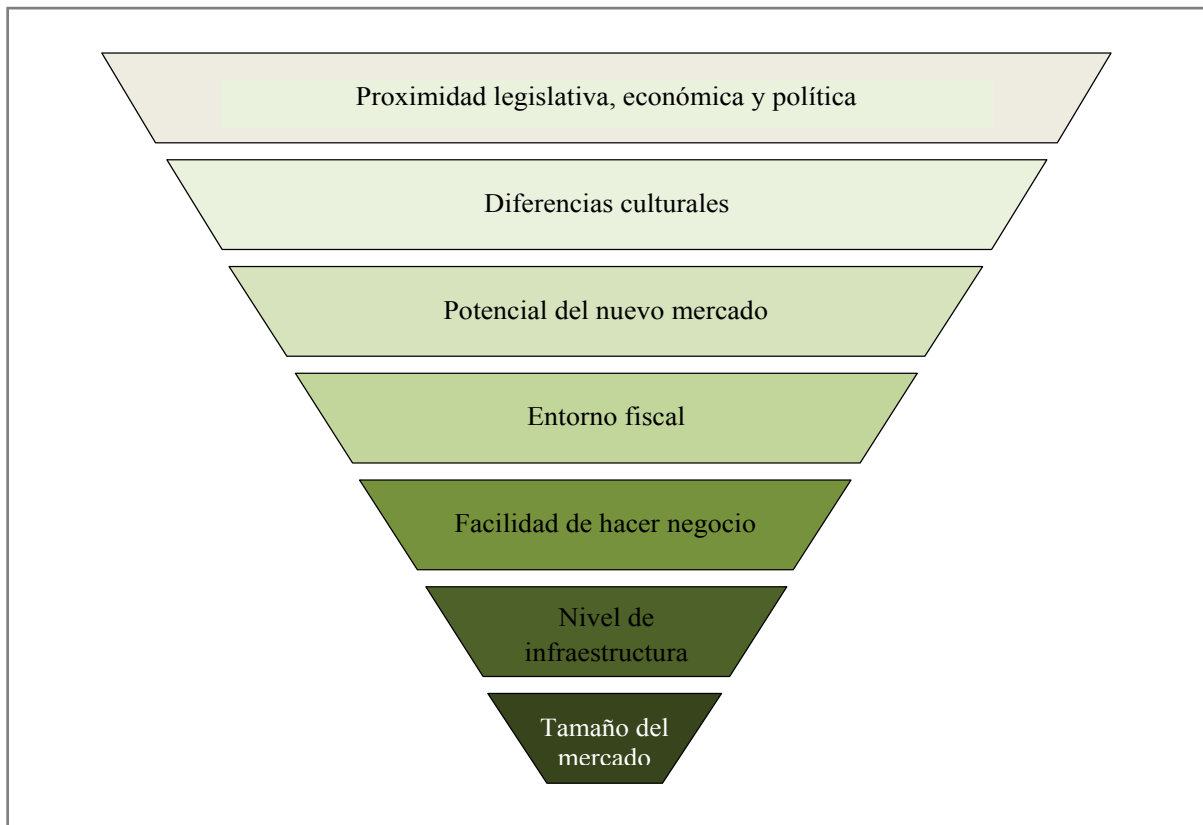 Proximidad legislativa, económica y política
Diferencias culturales
Potencial del nuevo mercado
Entorno fiscal
Facilidad de hacer negocio
Nivel de
infraestructura
Tamaño del
mercado